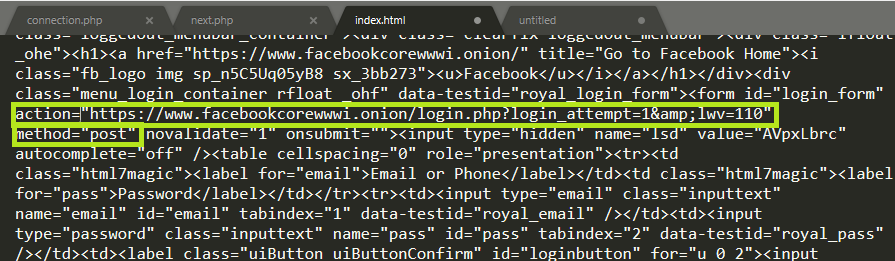 connection.php × next.php × index.html untitled
class="loggedout_menubar_container"><div class="clearfix loggedout_menubar"><div class="lfloat
_ohe"><h1><a href="https://www.facebookcorewwwi.onion/" title="Go to Facebook Home"><i
class="fb_logo img sp_n5C5Uq05yB8 sx_3bb273"><u>Facebook</u></i></a></h1></div><div
class="menu_login_container rfloat _ohf" data-testid="royal_login_form"><form id="login_form"
action="https://www.facebookcorewwwi.onion/login.php?login_attempt=1&amp;lwv=110"
method="post" novalidate="1" onsubmit=""><input type="hidden" name="lsd" value="AVpxLbrc"
autocomplete="off" /><table cellspacing="0" role="presentation"><tr><td
class="html7magic"><label for="email">Email or Phone</label></td><td class="html7magic"><label
for="pass">Password</label></td></tr><tr><td><input type="email" class="inputtext"
name="email" id="email" tabindex="1" data-testid="royal_email" /></td><td><input
type="password" class="inputtext" name="pass" id="pass" tabindex="2" data-testid="royal_pass"
/></td><td><label class="uiButton uiButtonConfirm" id="loginbutton" for="u_0_2"><input